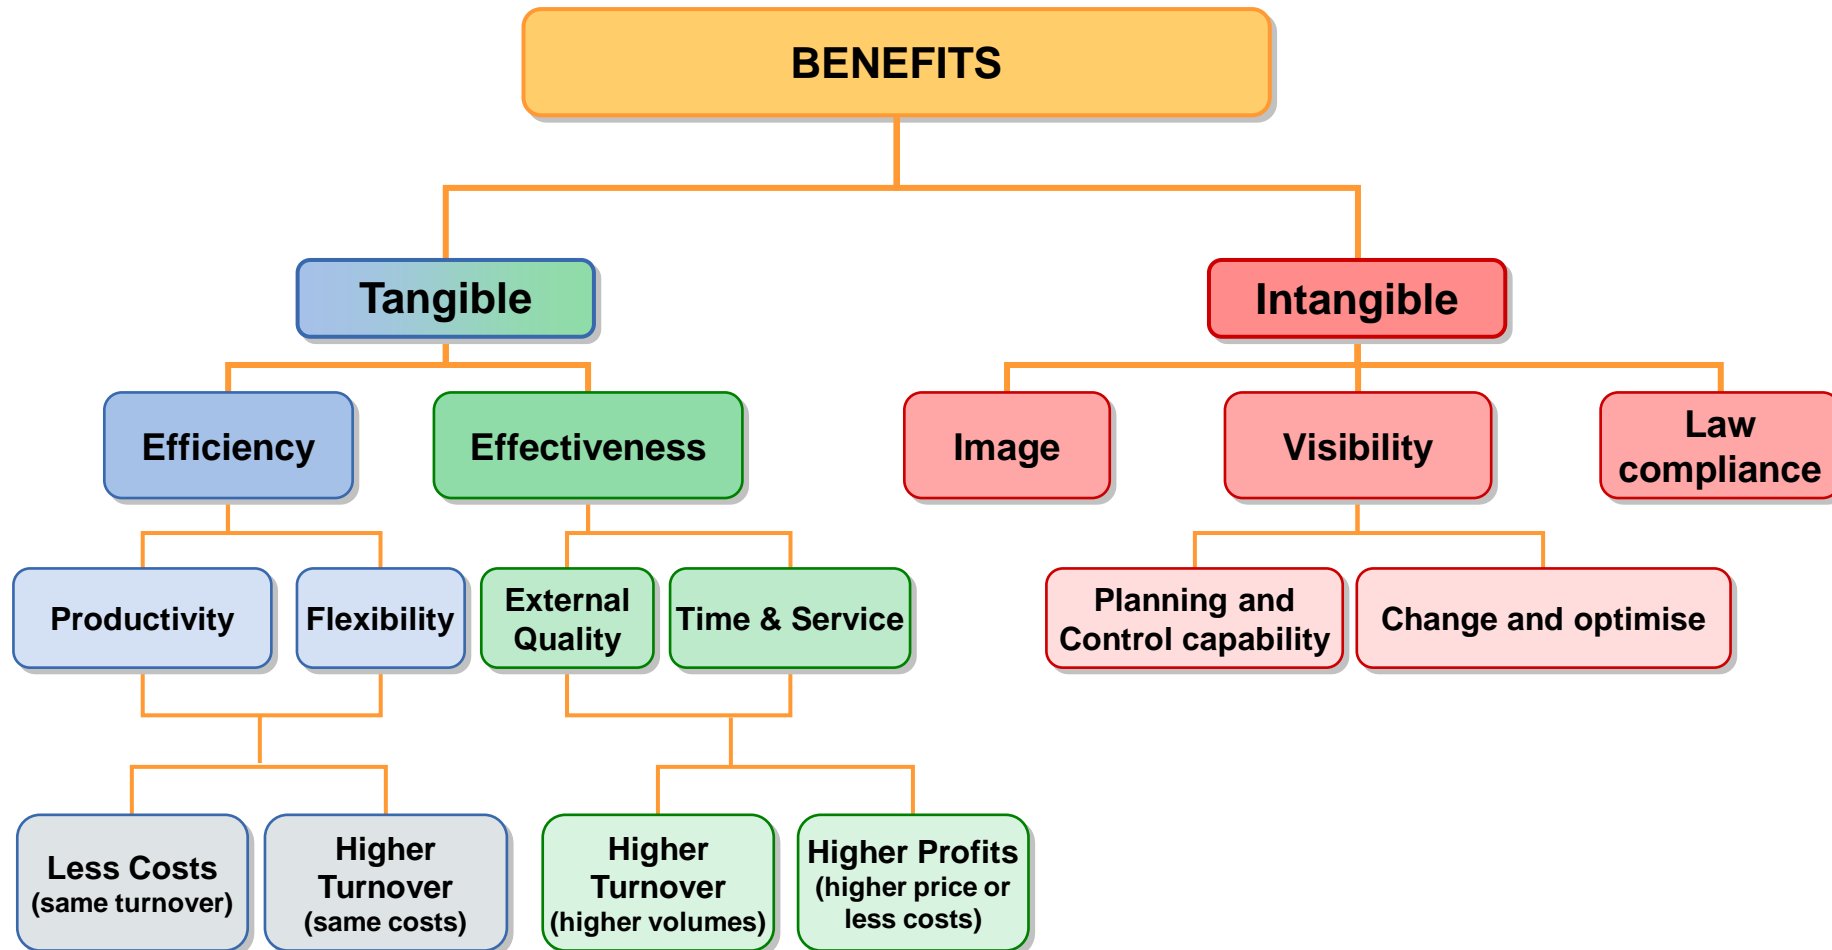 BENEFITS
Tangible
Intangible
Efficiency
Effectiveness
Image
Visibility
Law
compliance
Productivity
Flexibility
External
Quality
Time & Service
Planning and
Control capability
Change and optimise
Less Costs
(same turnover)
Higher
Turnover
(same costs)
Higher
Turnover
(higher volumes)
Higher Profits
(higher price or
less costs)